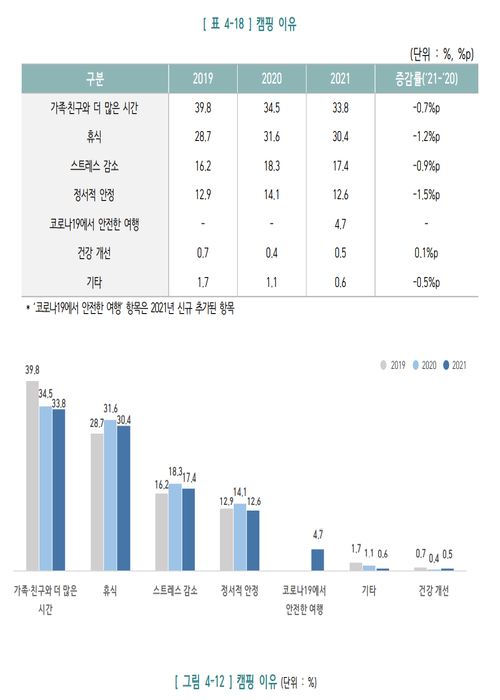 [ 표 4-18 ] 캠핑 이유
(단위 : %, %p)
구분 2019 2020 2021 증감률('21-'20)
가족·친구와 더 많은 시간 39.8 34.5 33.8 -0.7%p
휴식 28.7 31.6 30.4 -1.2%p
스트레스 감소 16.2 18.3 17.4 -0.9%p
정서적 안정 12.9 14.1 12.6 -1.5%p
코로나19에서 안전한 여행 - - 4.7 -
건강 개선 0.7 0.4 0.5 0.1%p
기타 1.7 1.1 0.6 -0.5%p
* '코로나19에서 안전한 여행' 항목은 2021년 신규 추가된 항목
2019 2020 2021
39.8 34.5 33.8
28.7 31.6 30.4
16.2 18.3 17.4
12.9 14.1 12.6
4.7
1.7 1.1 0.6
0.7 0.4 0.5
가족·친구와 더 많은 시간
휴식
스트레스 감소
정서적 안정
코로나19에서 안전한 여행
기타
건강 개선
[ 그림 4-12 ] 캠핑 이유 (단위 : %)